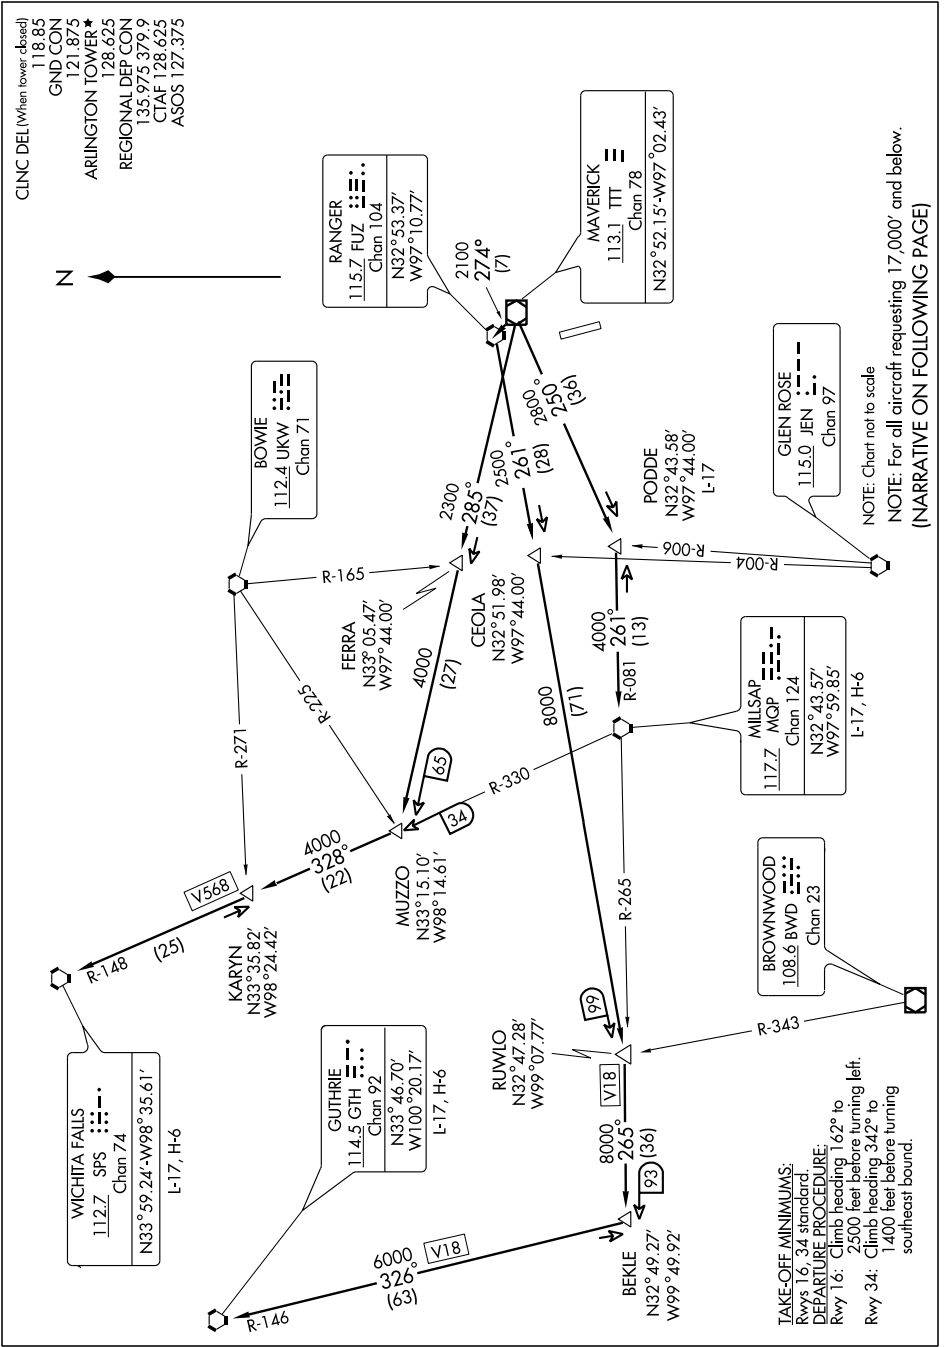 CLNC DEL (When tower closed)
118.85
GND CON
121.875
ARLINGTON TOWER★
128.625
REGIONAL DEP CON
135.975 379.9
CTAF 128.625
ASOS 127.375
N
WICHITA FALLS
112.7 SPS
Chan 74
N33°59.24'-W98°35.61'
L-17, H-6
R-148
(25)
V568
KARYN
N33°35.82'
W98°24.42'
R-271
BOWIE
112.4 UKW
Chan 71
R-165
R-225
4000
328°
(22)
MUZZO
N33°15.10'
W98°14.61'
65
34
R-330
FERRA
N33°05.47'
W97°44.00'
4000
(27)
2300
285°
(37)
RANGER
115.7 FUZ
Chan 104
N32°53.37'
W97°10.77'
2100
274°
(7)
MAVERICK
113.1 TTT
Chan 78
N32°52.15'-W97°02.43'
2500
261°
(28)
2800
250°
(36)
CEOLA
N32°51.98'
W97°44.00'
8000
(71)
PODDE
N32°43.58'
W97°44.00'
L-17
R-006
R-004
GLEN ROSE
115.0 JEN
Chan 97
4000
261°
(13)
R-081
MILLSAP
117.7 MQP
Chan 124
N32°43.57'
W97°59.85'
L-17, H-6
R-265
GUTHRIE
114.5 GTH
Chan 92
N33°46.70'
W100°20.17'
L-17, H-6
R-146
6000
326°
(63)
V18
BEKLE
N32°49.27'
W99°49.92'
93
8000
265°
(36)
V18
RUWLO
N32°47.28'
W99°07.77'
99
R-343
BROWNWOOD
108.6 BWD
Chan 23
TAKE-OFF MINIMUMS:
Rwys 16, 34 standard.
DEPARTURE PROCEDURE:
Rwy 16: Climb heading 162° to
2500 feet before turning left.
Rwy 34: Climb heading 342° to
1400 feet before turning
southeast bound.
NOTE: Chart not to scale
NOTE: For all aircraft requesting 17,000' and below.
(NARRATIVE ON FOLLOWING PAGE)